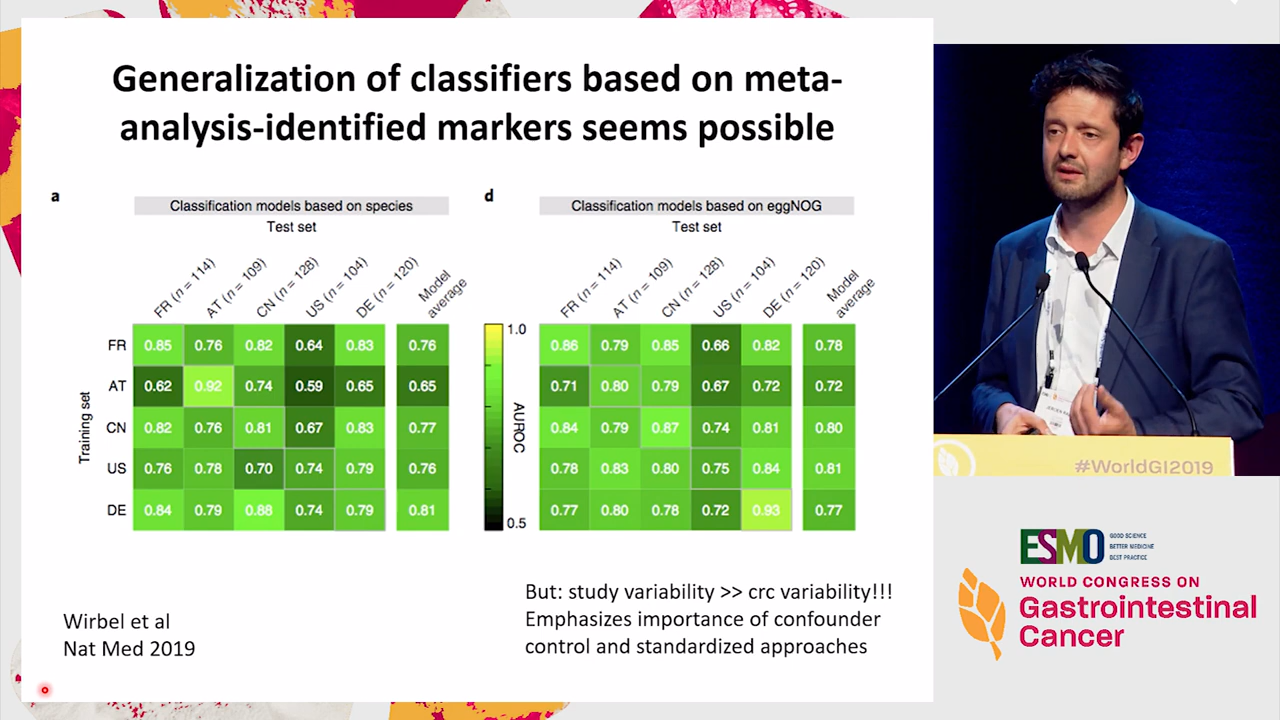 Generalization of classifiers based on meta-
analysis-identified markers seems possible
a
Classification models based on species
Test set
FR (n = 114)
AT (n = 109)
CN (n = 128)
US (n = 104)
DE (n = 120)
Model
average
Training set
FR 0.85 0.76 0.82 0.64 0.83 0.76
AT 0.62 0.92 0.74 0.59 0.65 0.65
CN 0.82 0.76 0.81 0.67 0.83 0.77
US 0.76 0.78 0.70 0.74 0.79 0.76
DE 0.84 0.79 0.88 0.74 0.79 0.81
1.0
AUROC
0.5
d
Classification models based on eggNOG
Test set
FR (n = 114)
AT (n = 109)
CN (n = 128)
US (n = 104)
DE (n = 120)
Model
average
0.86 0.79 0.85 0.66 0.82 0.78
0.71 0.80 0.79 0.67 0.72 0.72
0.84 0.79 0.87 0.74 0.81 0.80
0.78 0.83 0.80 0.75 0.84 0.81
0.77 0.80 0.78 0.72 0.93 0.77
Wirbel et al
Nat Med 2019
But: study variability >> crc variability!!!
Emphasizes importance of confounder
control and standardized approaches
#WorldGI2019
ESMO
GOOD SCIENCE
BETTER MEDICINE
BEST PRACTICE
WORLD CONGRESS ON
Gastrointestinal
Cancer